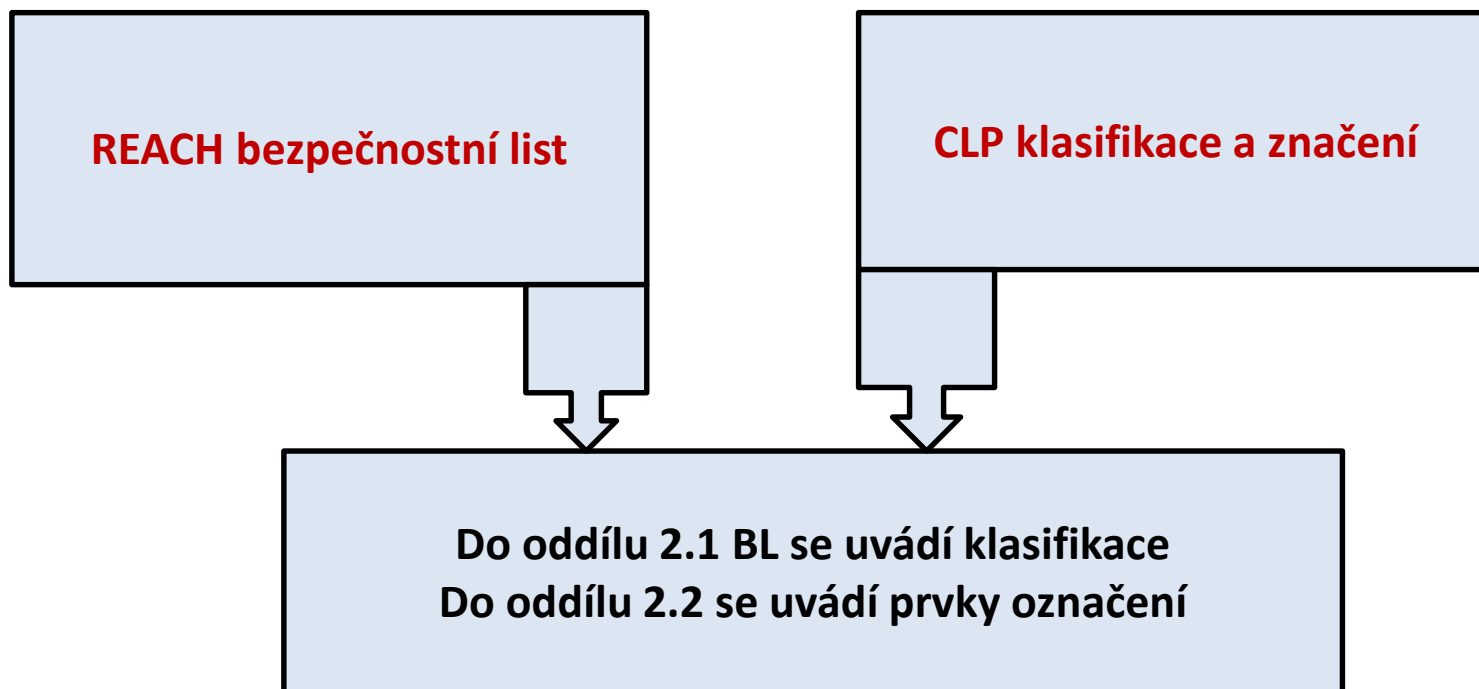 REACH bezpečnostní list
CLP klasifikace a značení
Do oddílu 2.1 BL se uvádí klasifikace
Do oddílu 2.2 se uvádí prvky označení